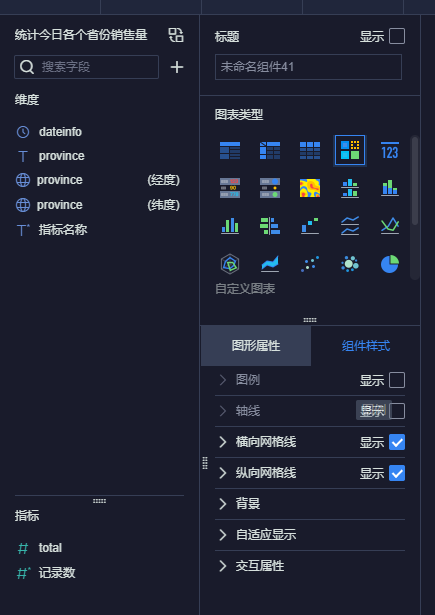 统计今日各个省份销售量
搜索字段
维度
dateinfo
province
province (经度)
province (纬度)
指标名称
指标
total
记录数
标题 显示
未命名组件41
图表类型
123
自定义图表
图形属性 组件样式
图例 显示
轴线 显示
横向网格线 显示
纵向网格线 显示
背景
自适应显示
交互属性